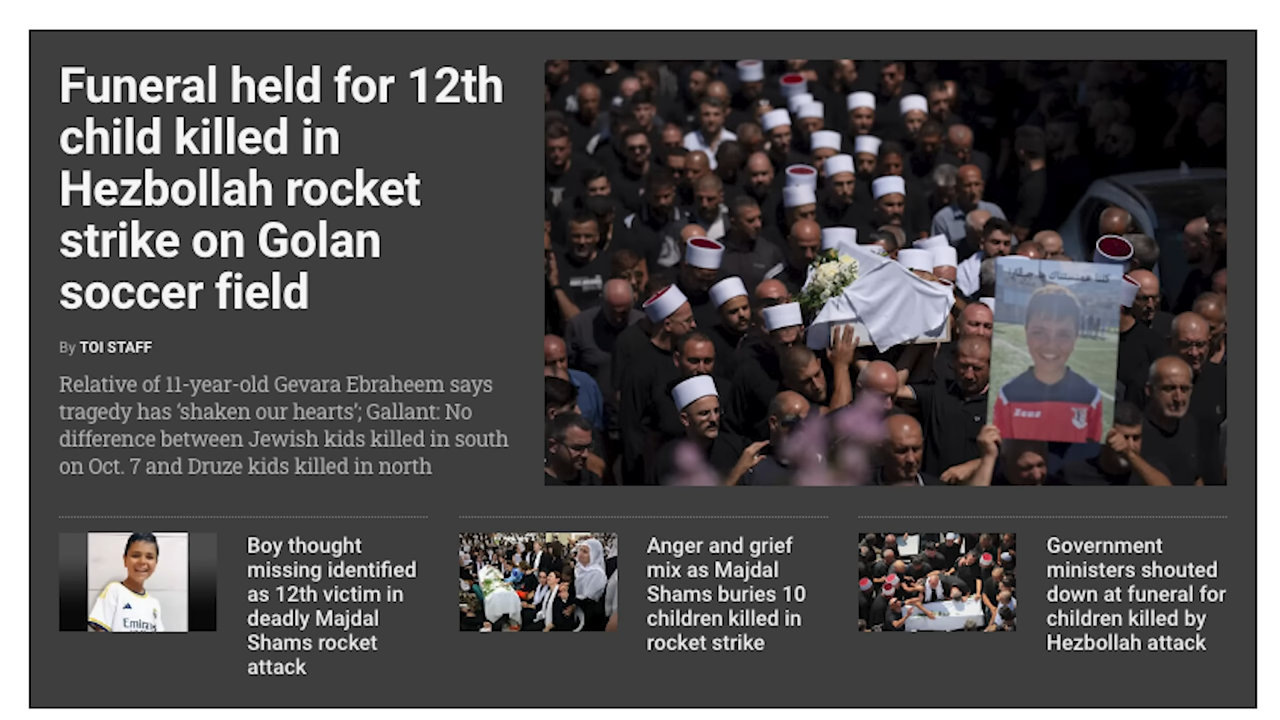 Funeral held for 12th
child killed in
Hezbollah rocket
strike on Golan
soccer field
By TOI STAFF
Relative of 11-year-old Gevara Ebraheem says
tragedy has ‘shaken our hearts’; Gallant: No
difference between Jewish kids killed in south
on Oct. 7 and Druze kids killed in north
Zeus
Boy thought
missing identified
as 12th victim in
deadly Majdal
Shams rocket
attack
Anger and grief
mix as Majdal
Shams buries 10
children killed in
rocket strike
Government
ministers shouted
down at funeral for
children killed by
Hezbollah attack